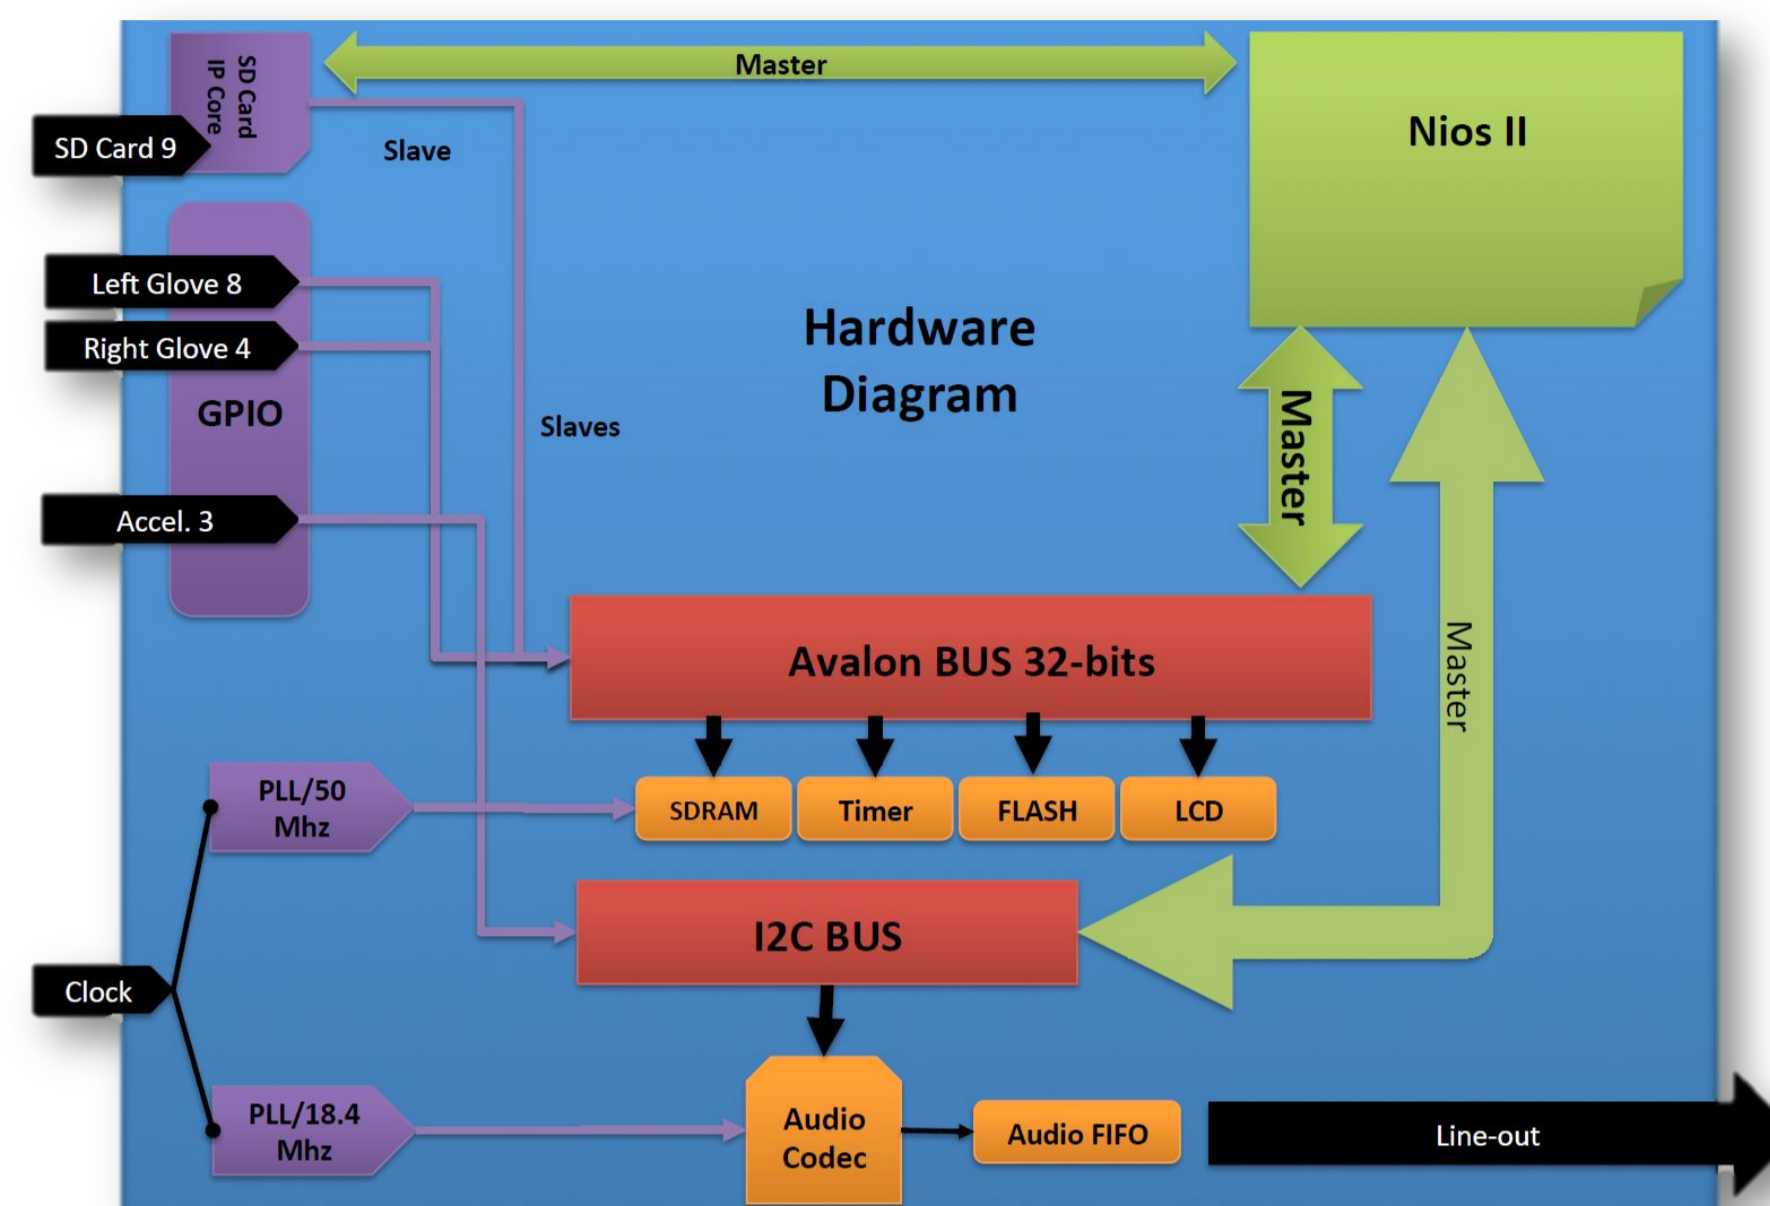 SD Card
IP Core
Master
Nios II
SD Card 9
Slave
Left Glove 8
Right Glove 4
GPIO
Hardware
Diagram
Slaves
Master
Accel. 3
Avalon BUS 32-bits
Master
PLL/50
Mhz
SDRAM
Timer
FLASH
LCD
I2C BUS
Clock
PLL/18.4
Mhz
Audio
Codec
Audio FIFO
Line-out